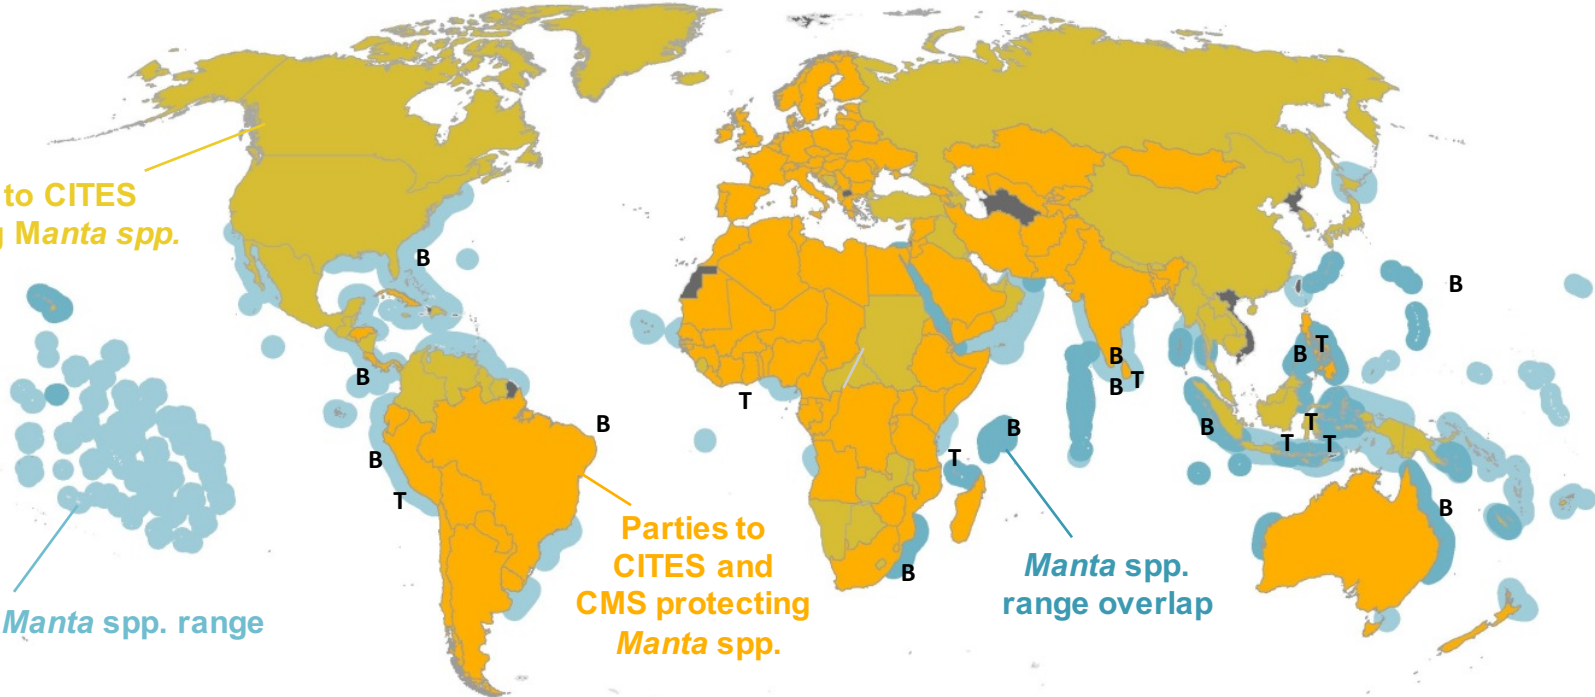 to CITES
g Manta spp.
B
B
B
T
B
T
B
B
T
T
B
B
T
B
T
B
T
T
T
B
B
B
Parties to
CITES and
CMS protecting
Manta spp.
Manta spp.
range overlap
Manta spp. range